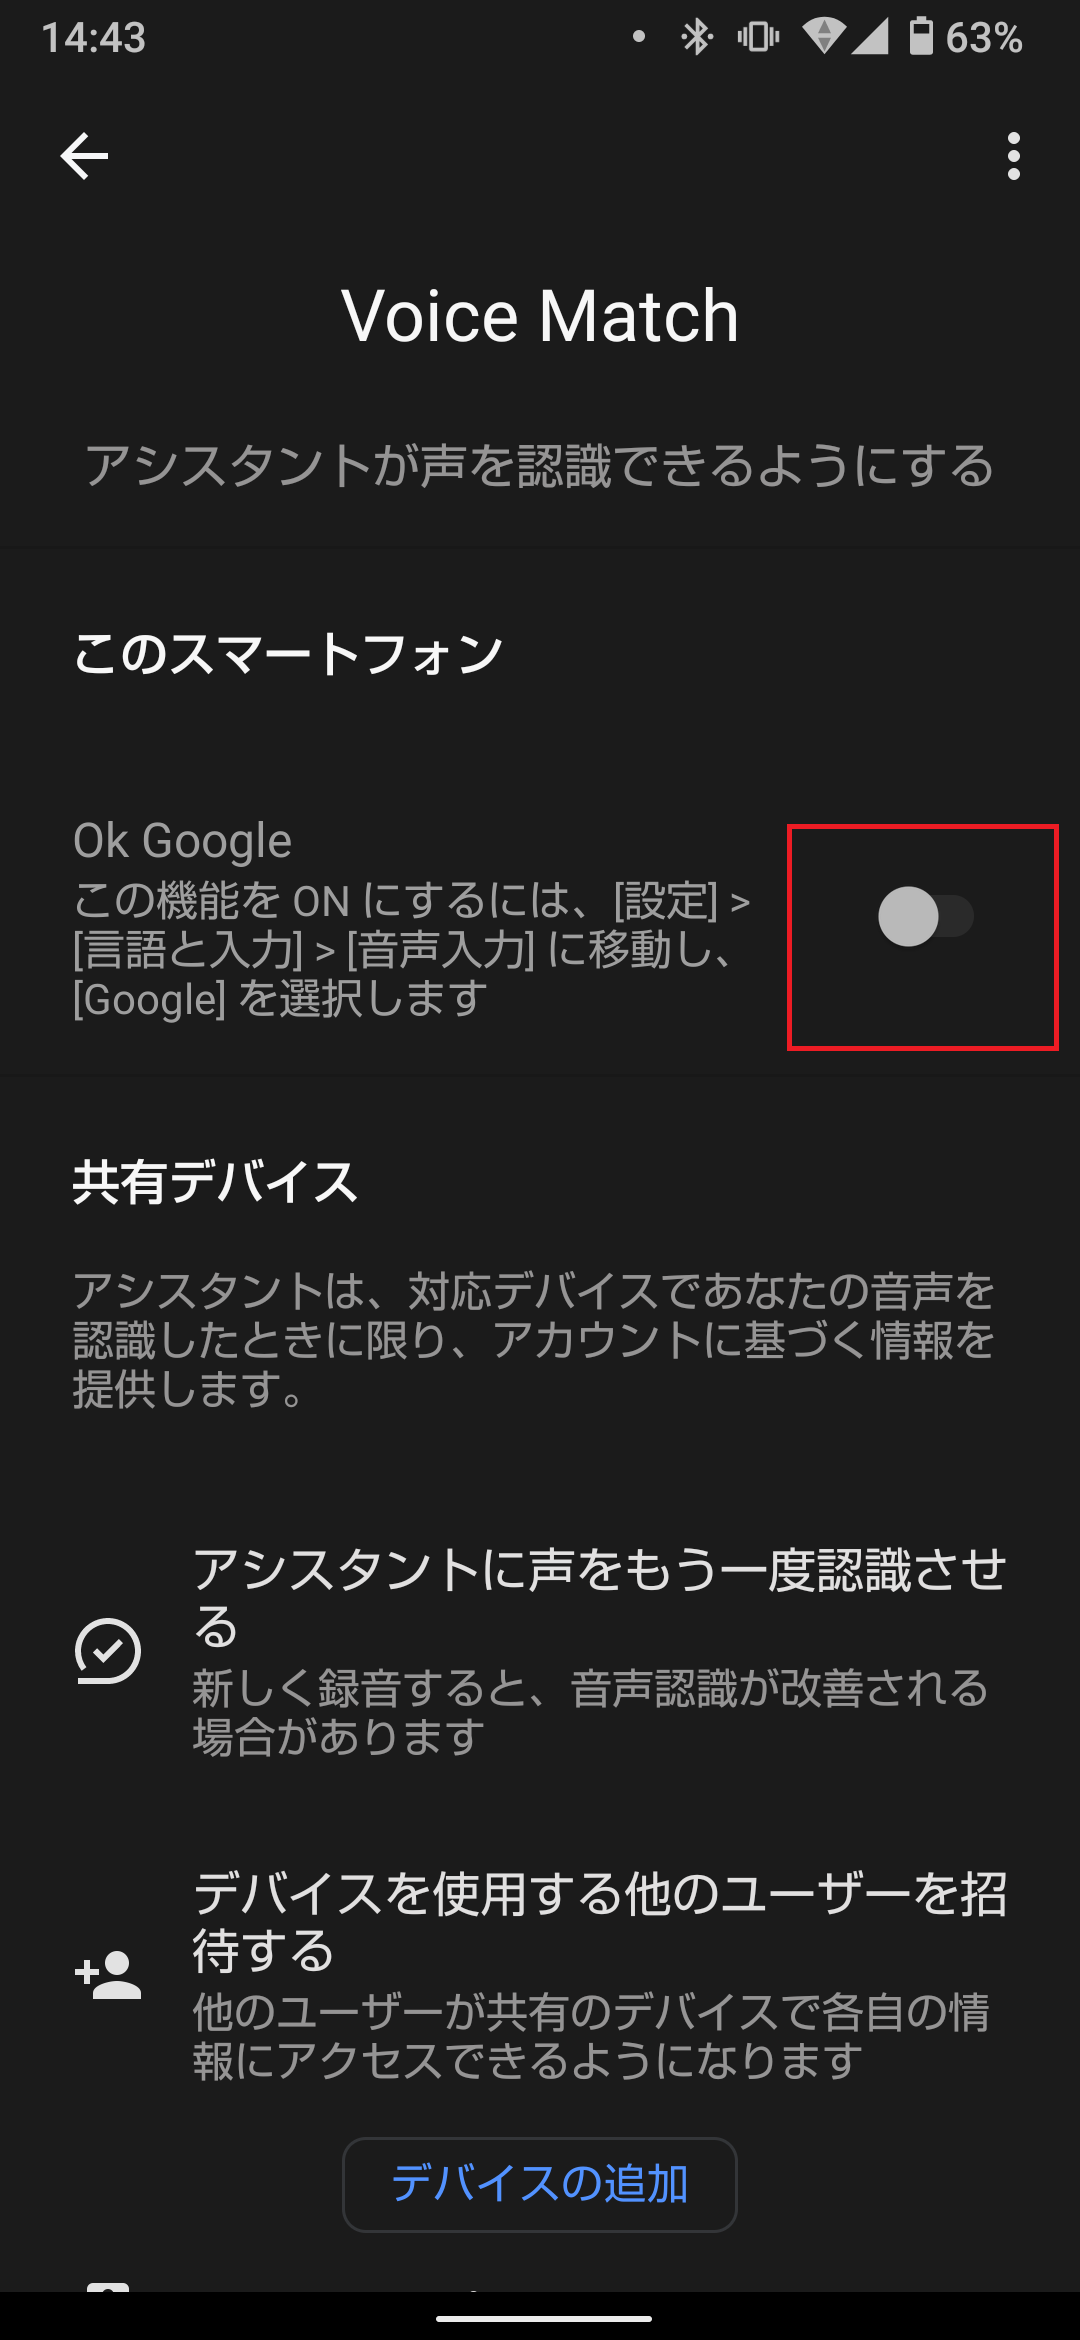 14:43
63%
Voice Match
アシスタントが声を認識できるようにする
このスマートフォン
Ok Google
この機能を ON にするには、[設定] >
[言語と入力] > [音声入力] に移動し、
[Google] を選択します
共有デバイス
アシスタントは、対応デバイスであなたの音声を
認識したときに限り、アカウントに基づく情報を
提供します。
アシスタントに声をもう一度認識させ
る
新しく録音すると、音声認識が改善される
場合があります
デバイスを使用する他のユーザーを招
待する
他のユーザーが共有のデバイスで各自の情
報にアクセスできるようになります
デバイスの追加